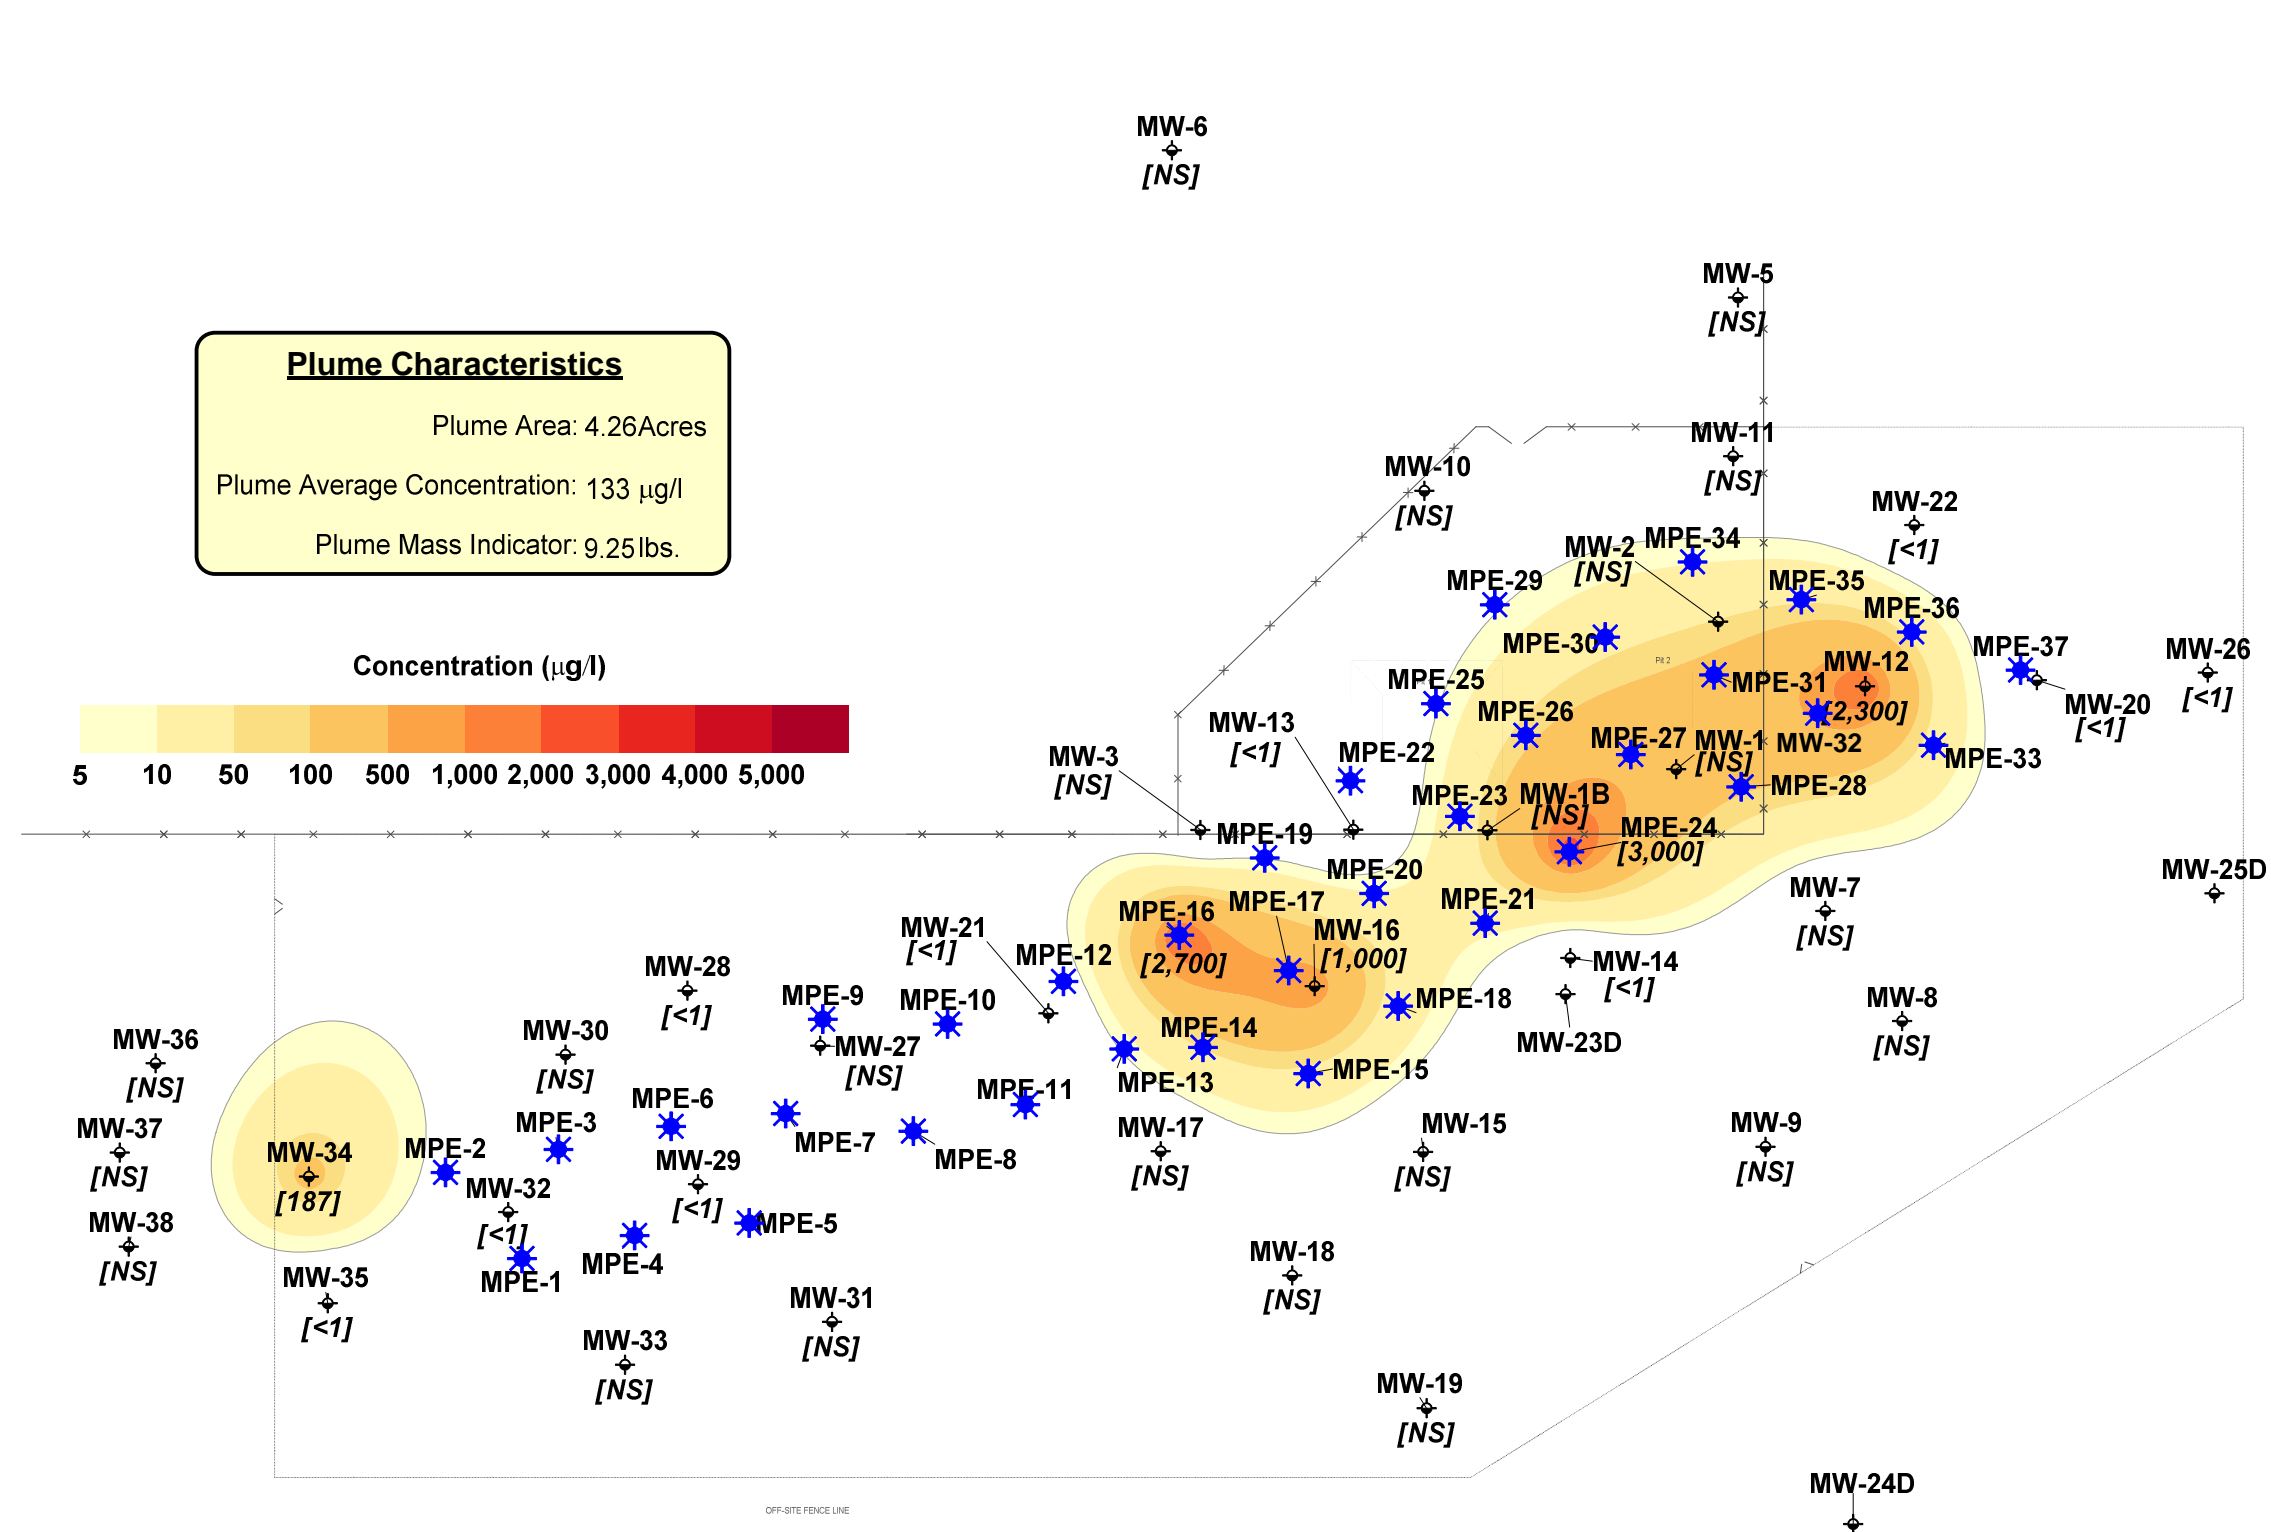 MW-6
[NS]
MW-5
[NS]
Plume Characteristics
Plume Area: 4.26Acres
Plume Average Concentration: 133 µg/l
Plume Mass Indicator: 9.25lbs.
MW-11
[NS]
MW-10
[NS]
MW-22
[<1]
MW-2
[NS]
MPE-34
MPE-29
MPE-35
MPE-36
MPE-30
MPE-37
MW-26
[<1]
Pit 2
MW-12
[2,300]
MPE-31
MPE-25
MW-20
[<1]
Concentration (µg/l)
5 10 50 100 500 1,000 2,000 3,000 4,000 5,000
MW-13
[<1]
MPE-26
MPE-27
MW-1
[NS]
MW-32
MPE-33
MW-3
[NS]
MPE-22
MPE-28
MPE-23
MW-1B
[NS]
MPE-19
MPE-24
[3,000]
MPE-20
MW-25D
MW-7
[NS]
MPE-21
MPE-17
MPE-16
[2,700]
MW-16
[1,000]
MW-21
[<1]
MPE-12
MW-14
[<1]
MW-28
[<1]
MPE-9
MPE-10
MPE-18
MW-8
[NS]
MW-23D
MPE-14
MW-36
[NS]
MW-30
[NS]
MW-27
[NS]
MPE-15
MPE-13
MPE-11
MPE-6
MW-37
[NS]
MPE-3
MW-17
[NS]
MW-15
[NS]
MW-9
[NS]
MPE-7
MPE-8
MW-34
[187]
MPE-2
MW-29
[<1]
MW-32
[<1]
MW-38
[NS]
MPE-5
MPE-4
MPE-1
MW-18
[NS]
MW-35
[<1]
MW-31
[NS]
MW-33
[NS]
MW-19
[NS]
MW-24D
OFF-SITE FENCE LINE